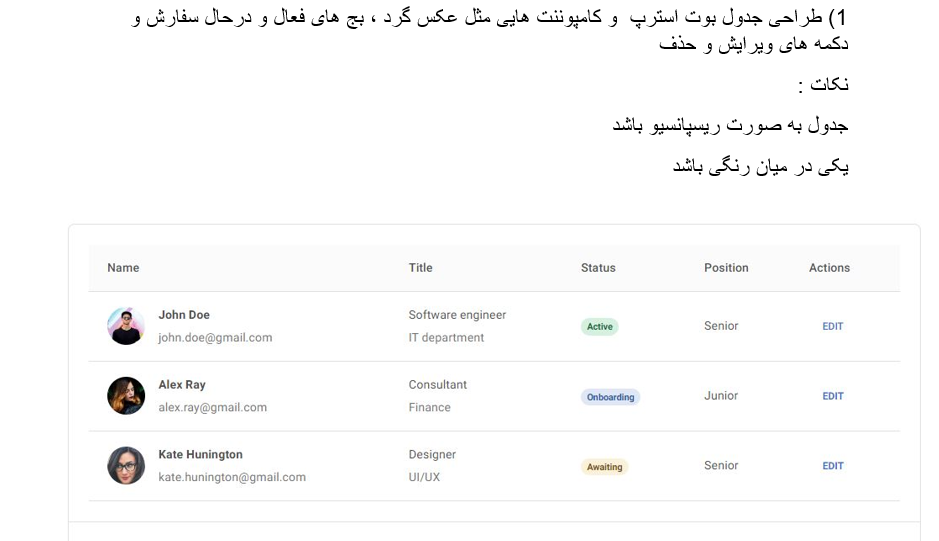 1) طراحی جدول بوت استرپ و کامپوننت هایی مثل عکس گرد ، بج های فعال و درحال سفارش و
دکمه های ویرایش و حذف
نکات :
جدول به صورت ریسپانسیو باشد
یکی در میان رنگی باشد
Name Title Status Position Actions
John Doe Software engineer
john.doe@gmail.com IT department
Active Senior EDIT
Alex Ray Consultant
alex.ray@gmail.com Finance
Onboarding Junior EDIT
Kate Hunington Designer
kate.hunington@gmail.com UI/UX
Awaiting Senior EDIT